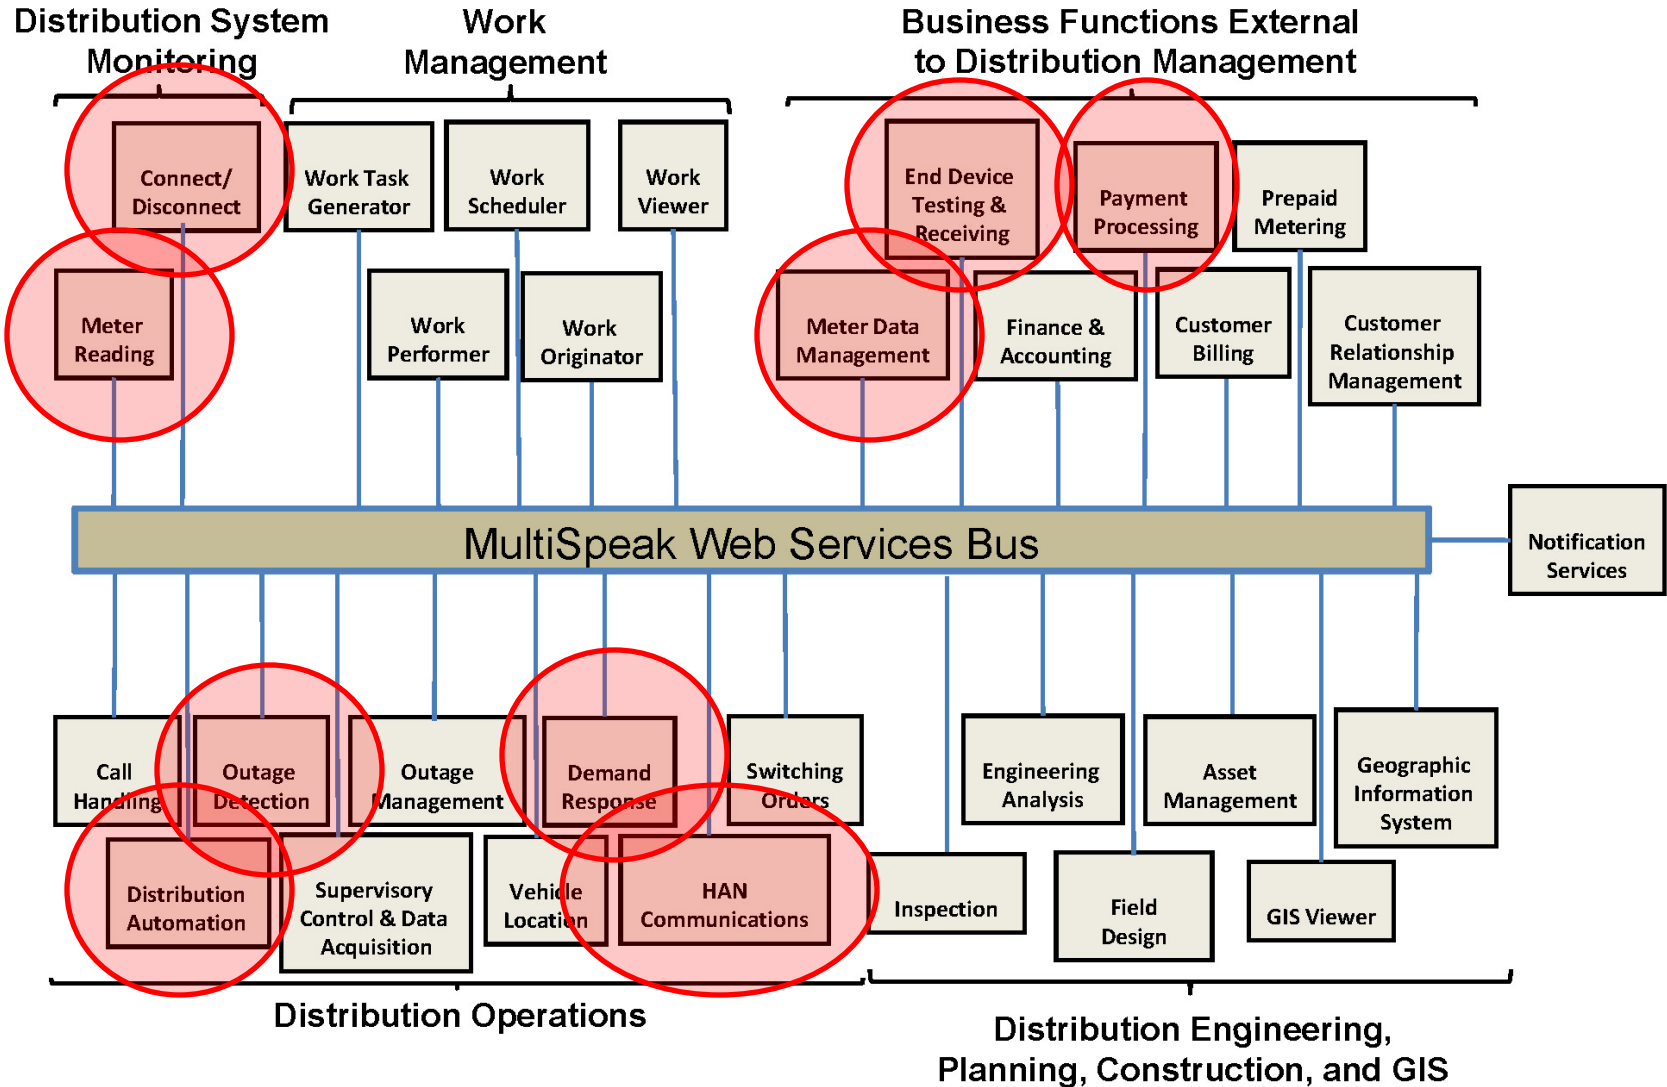 Distribution System
Monitoring
Work
Management
Business Functions External
to Distribution Management
Connect/
Disconnect
Work Task
Generator
Work
Scheduler
Work
Viewer
End Device
Testing &
Receiving
Payment
Processing
Prepaid
Metering
Meter
Reading
Work
Performer
Work
Originator
Meter Data
Management
Finance &
Accounting
Customer
Billing
Customer
Relationship
Management
MultiSpeak Web Services Bus
Notification
Services
Call
Handling
Outage
Detection
Outage
Management
Demand
Response
Switching
Orders
Engineering
Analysis
Asset
Management
Geographic
Information
System
Distribution
Automation
Supervisory
Control & Data
Acquisition
Vehicle
Location
HAN
Communications
Inspection
Field
Design
GIS Viewer
Distribution Operations
Distribution Engineering,
Planning, Construction, and GIS